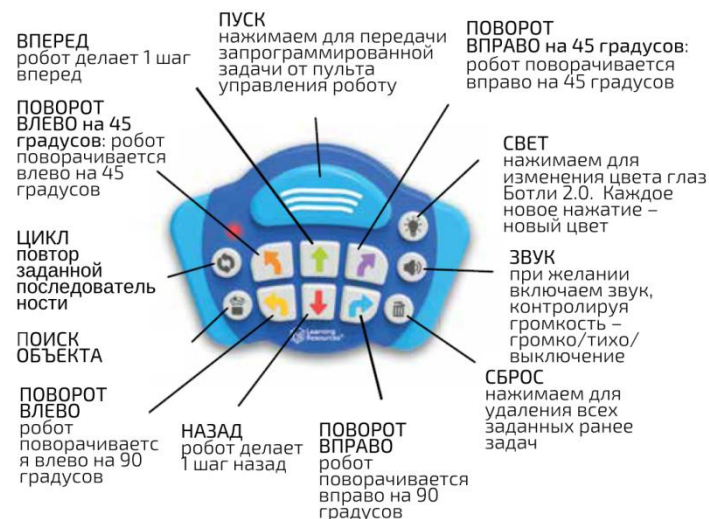 ПУСК
нажимаем для передачи
запрограммированной
задачи от пульта
управления роботу
ПОВОРОТ
ВПРАВО на 45 градусов:
робот поворачивается
вправо на 45 градусов
ВПЕРЕД
робот делает 1 шаг
вперед
ПОВОРОТ
ВЛЕВО на 45
градусов: робот
поворачивается
влево на 45
градусов
СВЕТ
нажимаем для
изменения цвета глаз
Ботли 2.0. Каждое
новое нажатие –
новый цвет
ЦИКЛ
повтор
заданной
последователь
ности
ЗВУК
при желании
включаем звук,
контролируя
громкость –
громко/тихо/
выключение
ПОИСК
ОБЪЕКТА
Learning
Resources®
СБРОС
нажимаем для
удаления всех
заданных ранее
задач
ПОВОРОТ
ВЛЕВО
робот
поворачиваетс
я влево на 90
градусов
НАЗАД
робот делает
1 шаг назад
ПОВОРОТ
ВПРАВО
робот
поворачивается
вправо на 90
градусов